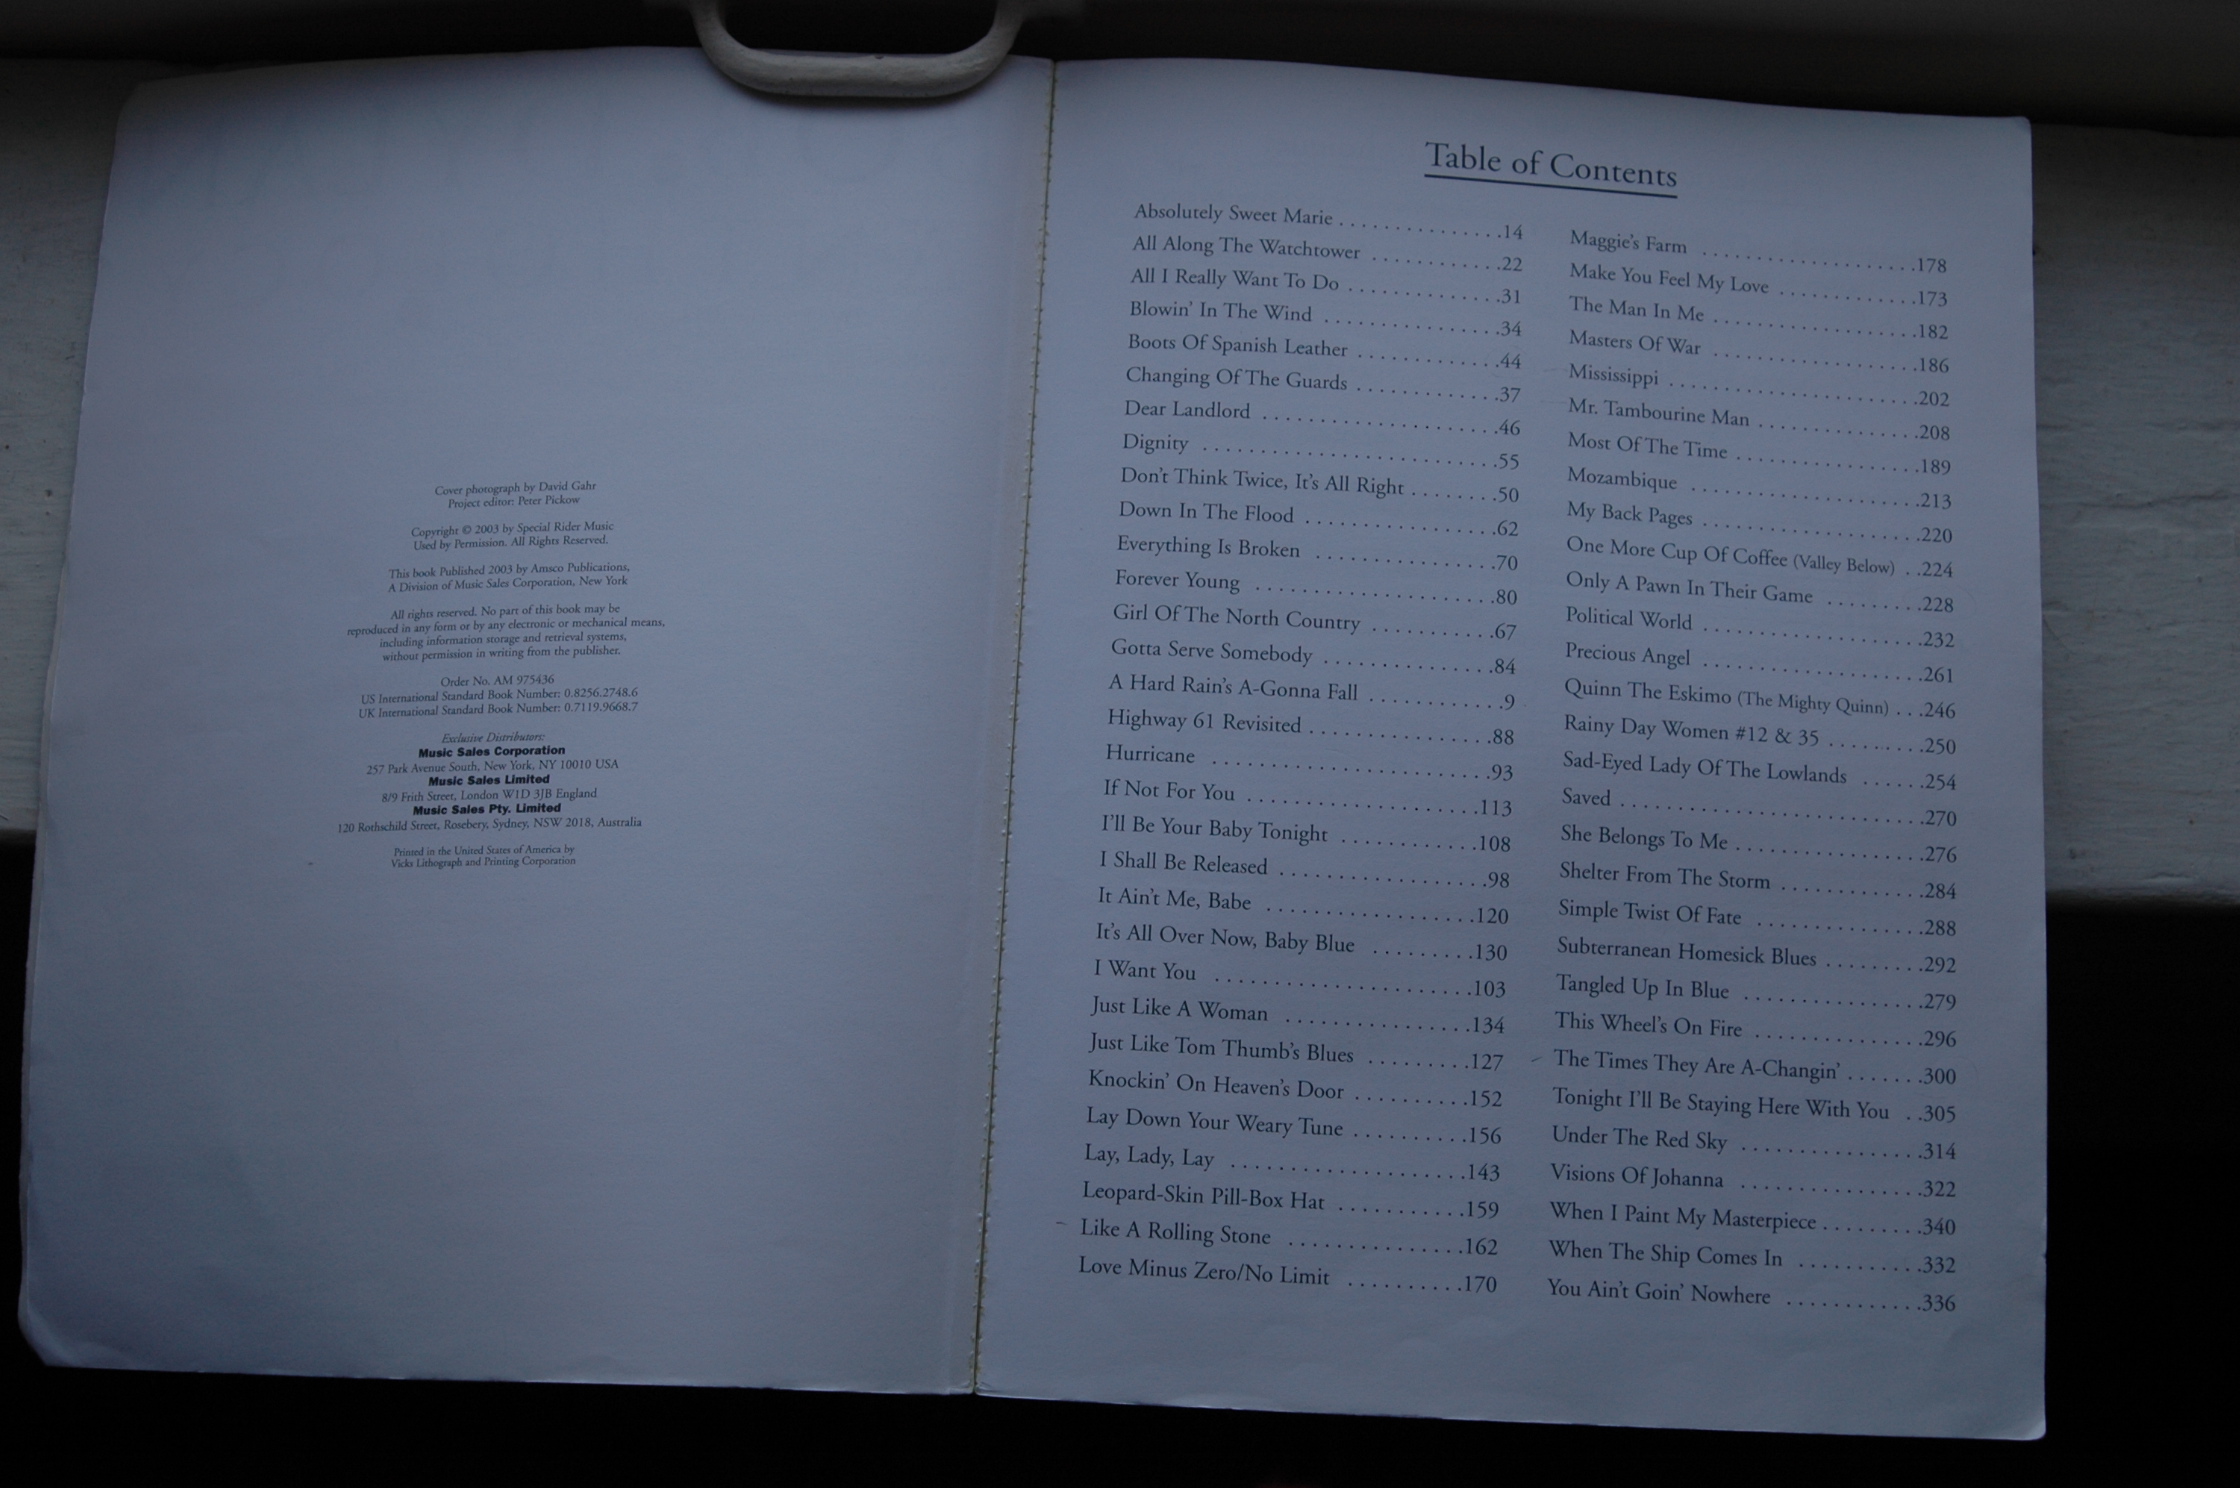 Cover photograph by David Gahr
Project editor: Peter Pickow
Copyright © 2003 by Special Rider Music
Used by Permission. All Rights Reserved.
This book Published 2003 by Amsco Publications,
A Division of Music Sales Corporation, New York
All rights reserved. No part of this book may be
reproduced in any form or by any electronic or mechanical means,
including information storage and retrieval systems,
without permission in writing from the publisher.
Order No. AM 975436
US International Standard Book Number: 0.8256.2748.6
UK International Standard Book Number: 0.7119.9668.7
Exclusive Distributors:
Music Sales Corporation
257 Park Avenue South, New York, NY 10010 USA
Music Sales Limited
8/9 Frith Street, London W1D 3JB England
Music Sales Pty. Limited
120 Rothschild Street, Rosebery, Sydney, NSW 2018, Australia
Printed in the United States of America by
Vicks Lithograph and Printing Corporation
Table of Contents
Absolutely Sweet Marie . . . . . . . . . . . . . . .14
All Along The Watchtower . . . . . . . . . . . .22
All I Really Want To Do . . . . . . . . . . . . . .31
Blowin' In The Wind . . . . . . . . . . . . . . . .34
Boots Of Spanish Leather . . . . . . . . . . . . .44
Changing Of The Guards . . . . . . . . . . . . .37
Dear Landlord . . . . . . . . . . . . . . . . . . . . .46
Dignity . . . . . . . . . . . . . . . . . . . . . . . . . .55
Don't Think Twice, It's All Right . . . . . . . .50
Down In The Flood . . . . . . . . . . . . . . . . .62
Everything Is Broken . . . . . . . . . . . . . . . .70
Forever Young . . . . . . . . . . . . . . . . . . . . .80
Girl Of The North Country . . . . . . . . . . .67
Gotta Serve Somebody . . . . . . . . . . . . . . .84
A Hard Rain's A-Gonna Fall . . . . . . . . . . . .9
Highway 61 Revisited . . . . . . . . . . . . . . . .88
Hurricane . . . . . . . . . . . . . . . . . . . . . . . .93
If Not For You . . . . . . . . . . . . . . . . . . . .113
I'll Be Your Baby Tonight . . . . . . . . . . . .108
I Shall Be Released . . . . . . . . . . . . . . . . . .98
It Ain't Me, Babe . . . . . . . . . . . . . . . . . .120
It's All Over Now, Baby Blue . . . . . . . . .130
I Want You . . . . . . . . . . . . . . . . . . . . . .103
Just Like A Woman . . . . . . . . . . . . . . . .134
Just Like Tom Thumb's Blues . . . . . . . . .127
Knockin' On Heaven's Door . . . . . . . . . .152
Lay Down Your Weary Tune . . . . . . . . . .156
Lay, Lady, Lay . . . . . . . . . . . . . . . . . . . .143
Leopard-Skin Pill-Box Hat . . . . . . . . . . .159
Like A Rolling Stone . . . . . . . . . . . . . . .162
Love Minus Zero/No Limit . . . . . . . . . .170
Maggie's Farm . . . . . . . . . . . . . . . . . . . .178
Make You Feel My Love . . . . . . . . . . . . .173
The Man In Me . . . . . . . . . . . . . . . . . . .182
Masters Of War . . . . . . . . . . . . . . . . . . .186
Mississippi . . . . . . . . . . . . . . . . . . . . . . .202
Mr. Tambourine Man . . . . . . . . . . . . . . .208
Most Of The Time . . . . . . . . . . . . . . . . .189
Mozambique . . . . . . . . . . . . . . . . . . . . .213
My Back Pages . . . . . . . . . . . . . . . . . . . .220
One More Cup Of Coffee (Valley Below) . .224
Only A Pawn In Their Game . . . . . . . . .228
Political World . . . . . . . . . . . . . . . . . . . .232
Precious Angel . . . . . . . . . . . . . . . . . . . .261
Quinn The Eskimo (The Mighty Quinn) . . .246
Rainy Day Women #12 & 35 . . . . . . . . .250
Sad-Eyed Lady Of The Lowlands . . . . . .254
Saved . . . . . . . . . . . . . . . . . . . . . . . . . . .270
She Belongs To Me . . . . . . . . . . . . . . . . .276
Shelter From The Storm . . . . . . . . . . . . .284
Simple Twist Of Fate . . . . . . . . . . . . . . .288
Subterranean Homesick Blues . . . . . . . . .292
Tangled Up In Blue . . . . . . . . . . . . . . . .279
This Wheel's On Fire . . . . . . . . . . . . . . .296
The Times They Are A-Changin' . . . . . . .300
Tonight I'll Be Staying Here With You . .305
Under The Red Sky . . . . . . . . . . . . . . . .314
Visions Of Johanna . . . . . . . . . . . . . . . .322
When I Paint My Masterpiece . . . . . . . . .340
When The Ship Comes In . . . . . . . . . . .332
You Ain't Goin' Nowhere . . . . . . . . . . . .336